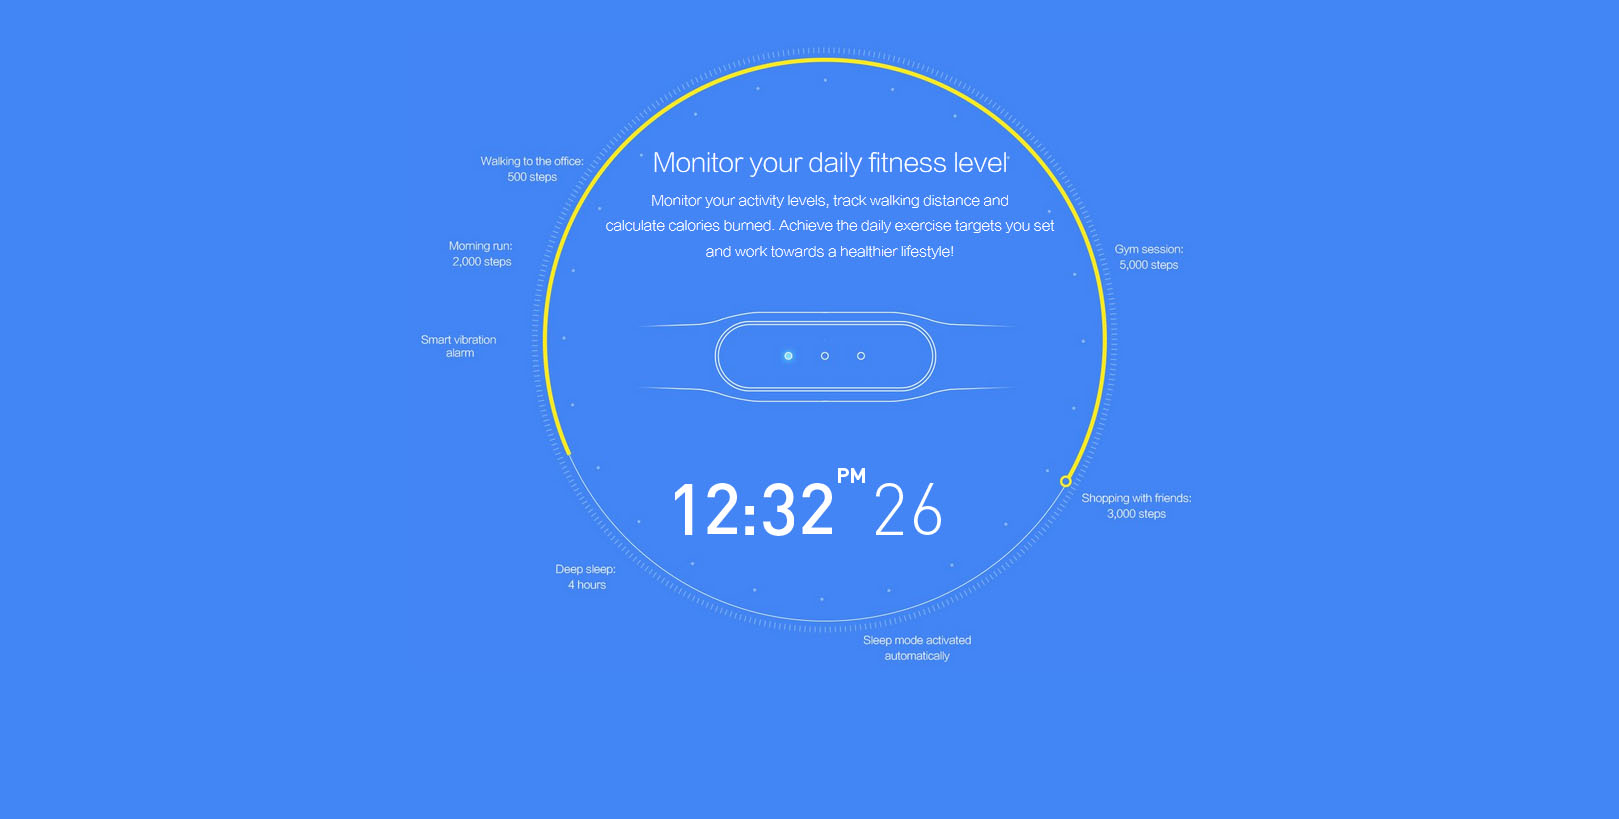 Monitor your daily fitness level
Monitor your activity levels, track walking distance and
calculate calories burned. Achieve the daily exercise targets you set
and work towards a healthier lifestyle!
Walking to the office:
500 steps
Morning run:
2,000 steps
Smart vibration
alarm
Gym session:
5,000 steps
12:32 PM 26
Shopping with friends:
3,000 steps
Deep sleep:
4 hours
Sleep mode activated
automatically